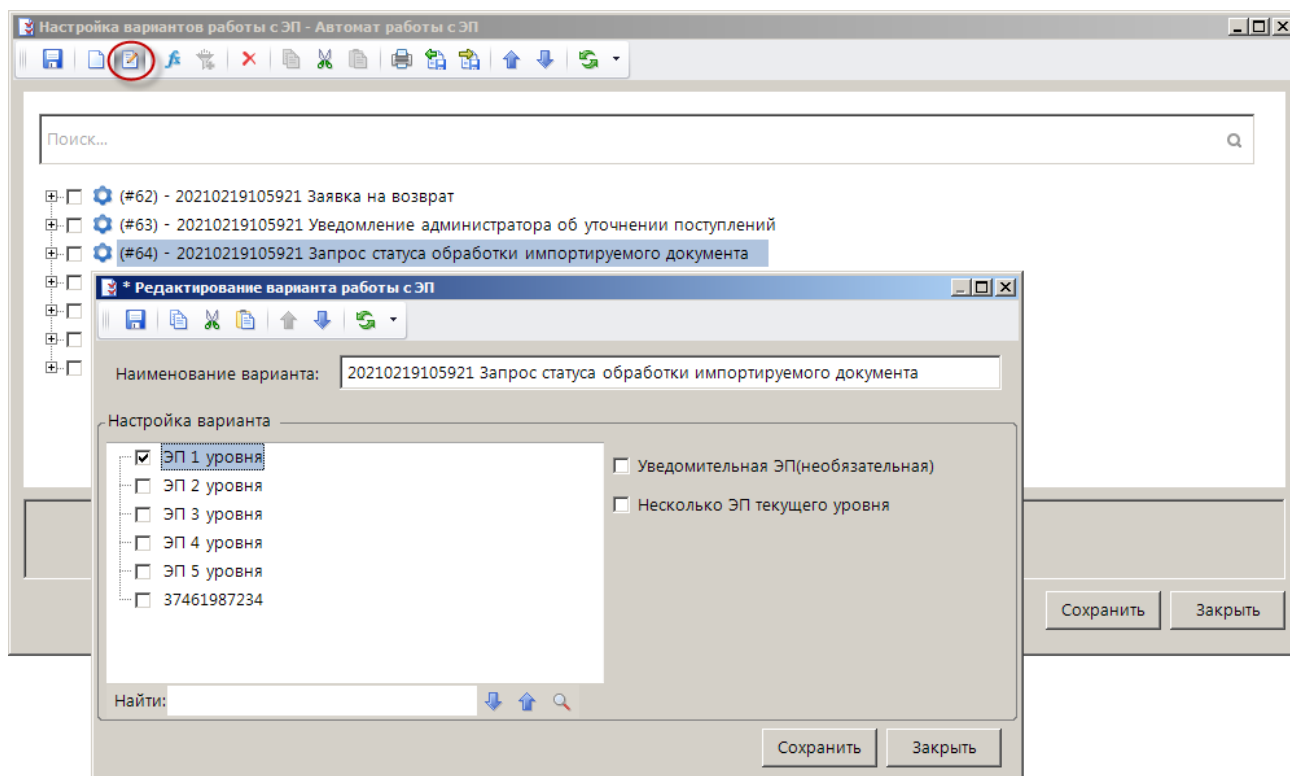 Настройка вариантов работы с ЭП - Автомат работы с ЭП
Поиск...
(#62) - 20210219105921 Заявка на возврат
(#63) - 20210219105921 Уведомление администратора об уточнении поступлений
(#64) - 20210219105921 Запрос статуса обработки импортируемого документа
* Редактирование варианта работы с ЭП
Наименование варианта: 20210219105921 Запрос статуса обработки импортируемого документа
Настройка варианта
ЭП 1 уровня
Уведомительная ЭП(необязательная)
ЭП 2 уровня
Несколько ЭП текущего уровня
ЭП 3 уровня
ЭП 4 уровня
ЭП 5 уровня
37461987234
Сохранить Закрыть
Найти:
Сохранить Закрыть